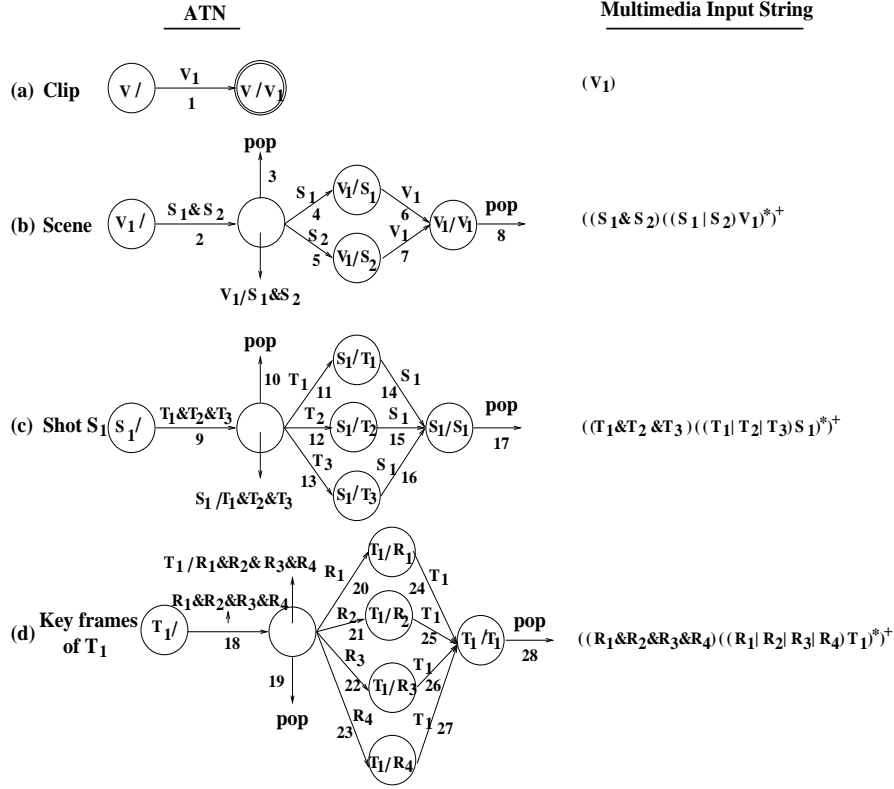 ATN
Multimedia Input String
(a) Clip
V/
V1
1
V/V1
(V1)
(b) Scene
V1/
S1&S2
2
pop
3
V1/S1&S2
S1
4
S2
5
V1/S1
V1/S2
V1
6
V1
7
V1/V1
pop
8
((S1&S2)((S1|S2)V1)*)+
(c) Shot S1
S1/
T1&T2&T3
9
pop
10
S1/T1&T2&T3
T1
11
T2
12
T3
13
S1/T1
S1/T2
S1/T3
S1
14
S1
15
S1
16
S1/S1
pop
17
((T1&T2&T3)((T1|T2|T3)S1)*)+
(d) Key frames of T1
T1/
R1&R2&R3&R4
18
T1/R1&R2&R3&R4
19
pop
R1
20
R2
21
R3
22
R4
23
T1/R1
T1/R2
T1/R3
T1/R4
T1
24
T1
25
T1
26
T1
27
T1/T1
pop
28
((R1&R2&R3&R4)((R1|R2|R3|R4)T1)*)+